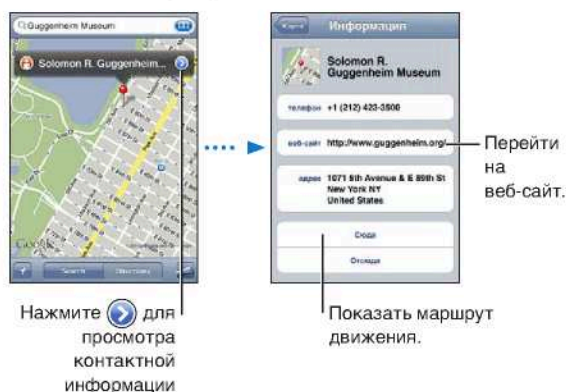 Guggenheim Museum
Solomon R. Guggenheim...
Google
Search
Directions
Нажмите для
просмотра
контактной
информации
Карта
Информация
Solomon R.
Guggenheim Museum
телефон +1 (212) 423-3500
веб-сайт http://www.guggenheim.org/
адрес 1071 5th Avenue & E 89th St
New York NY
United States
Сюда
Отсюда
Перейти
на
веб-сайт.
Показать маршрут
движения.